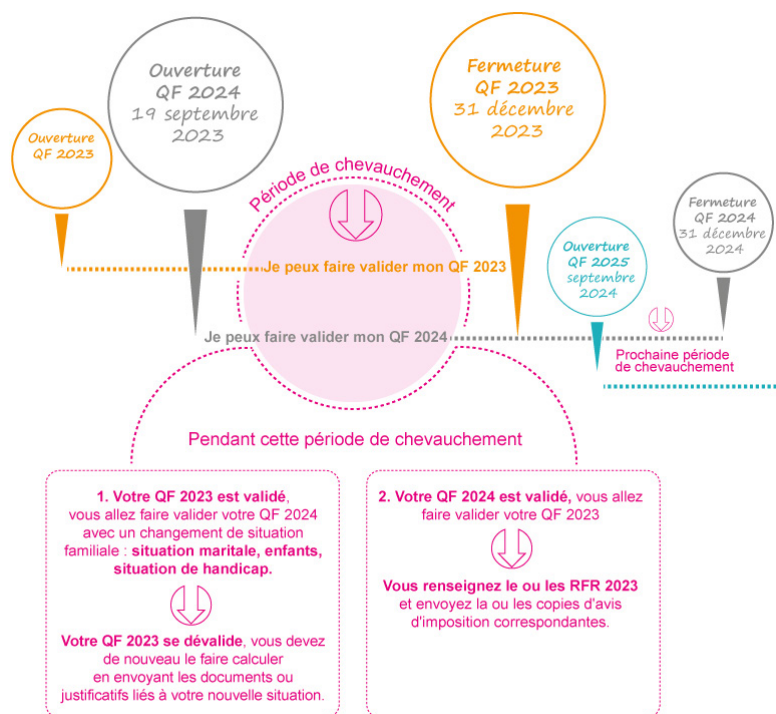 Ouverture
QF 2023
Ouverture
QF 2024
19 septembre
2023
Période de chevauchement
Fermeture
QF 2023
31 décembre
2023
Ouverture
QF 2025
septembre
2024
Fermeture
QF 2024
31 décembre
2024
Je peux faire valider mon QF 2023
Je peux faire valider mon QF 2024
Prochaine période
de chevauchement
Pendant cette période de chevauchement
1. Votre QF 2023 est validé,
vous allez faire valider votre QF 2024
avec un changement de situation
familiale : situation maritale, enfants,
situation de handicap.
Votre QF 2023 se dévalide, vous devez
de nouveau le faire calculer
en envoyant les documents ou
justificatifs liés à votre nouvelle situation.
2. Votre QF 2024 est validé, vous allez
faire valider votre QF 2023
Vous renseignez le ou les RFR 2023
et envoyez la ou les copies d'avis
d'imposition correspondantes.